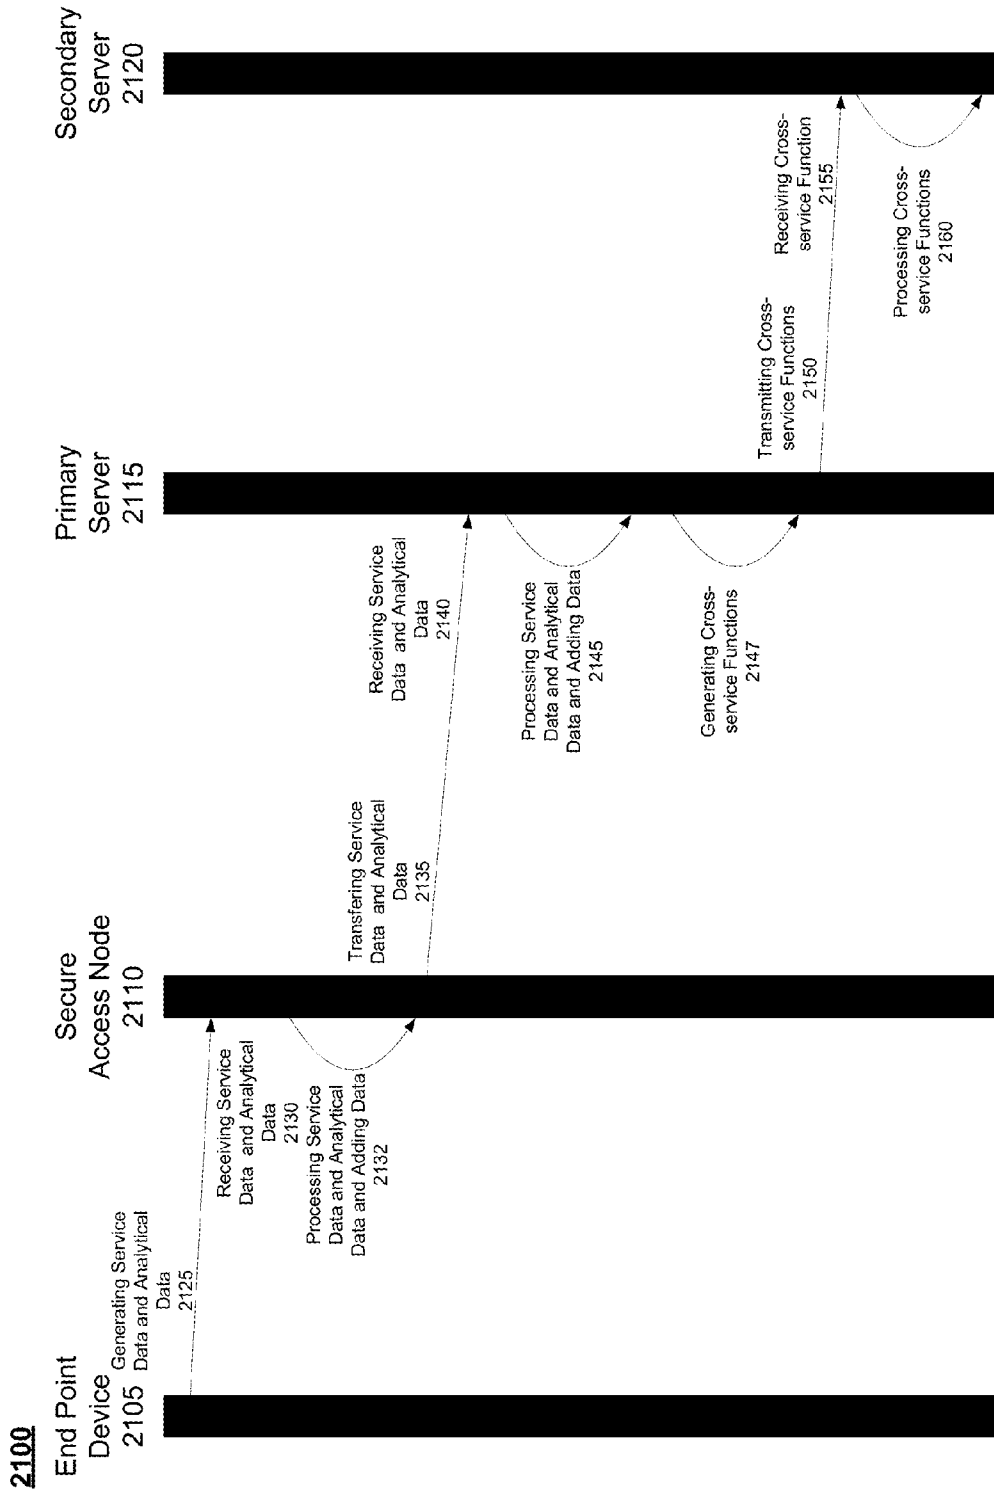 2100
End Point
Device
2105
Secure
Access Node
2110
Primary
Server
2115
Secondary
Server
2120
Generating Service
Data and Analytical
Data
2125
Receiving Service
Data and Analytical
Data
2130
Processing Service
Data and Analytical
Data and Adding Data
2132
Transfering Service
Data and Analytical
Data
2135
Receiving Service
Data and Analytical
Data
2140
Processing Service
Data and Analytical
Data and Adding Data
2145
Generating Cross-
service Functions
2147
Transmitting Cross-
service Functions
2150
Receiving Cross-
service Function
2155
Processing Cross-
service Functions
2160